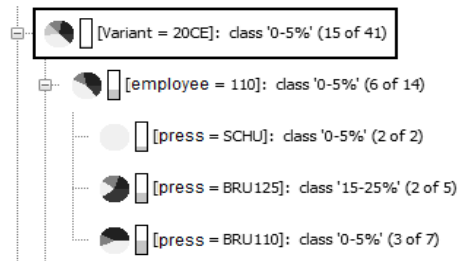 [Variant = 20CE]: class '0-5%' (15 of 41)
[employee = 110]: class '0-5%' (6 of 14)
[press = SCHU]: class '0-5%' (2 of 2)
[press = BRU125]: class '15-25%' (2 of 5)
[press = BRU110]: class '0-5%' (3 of 7)